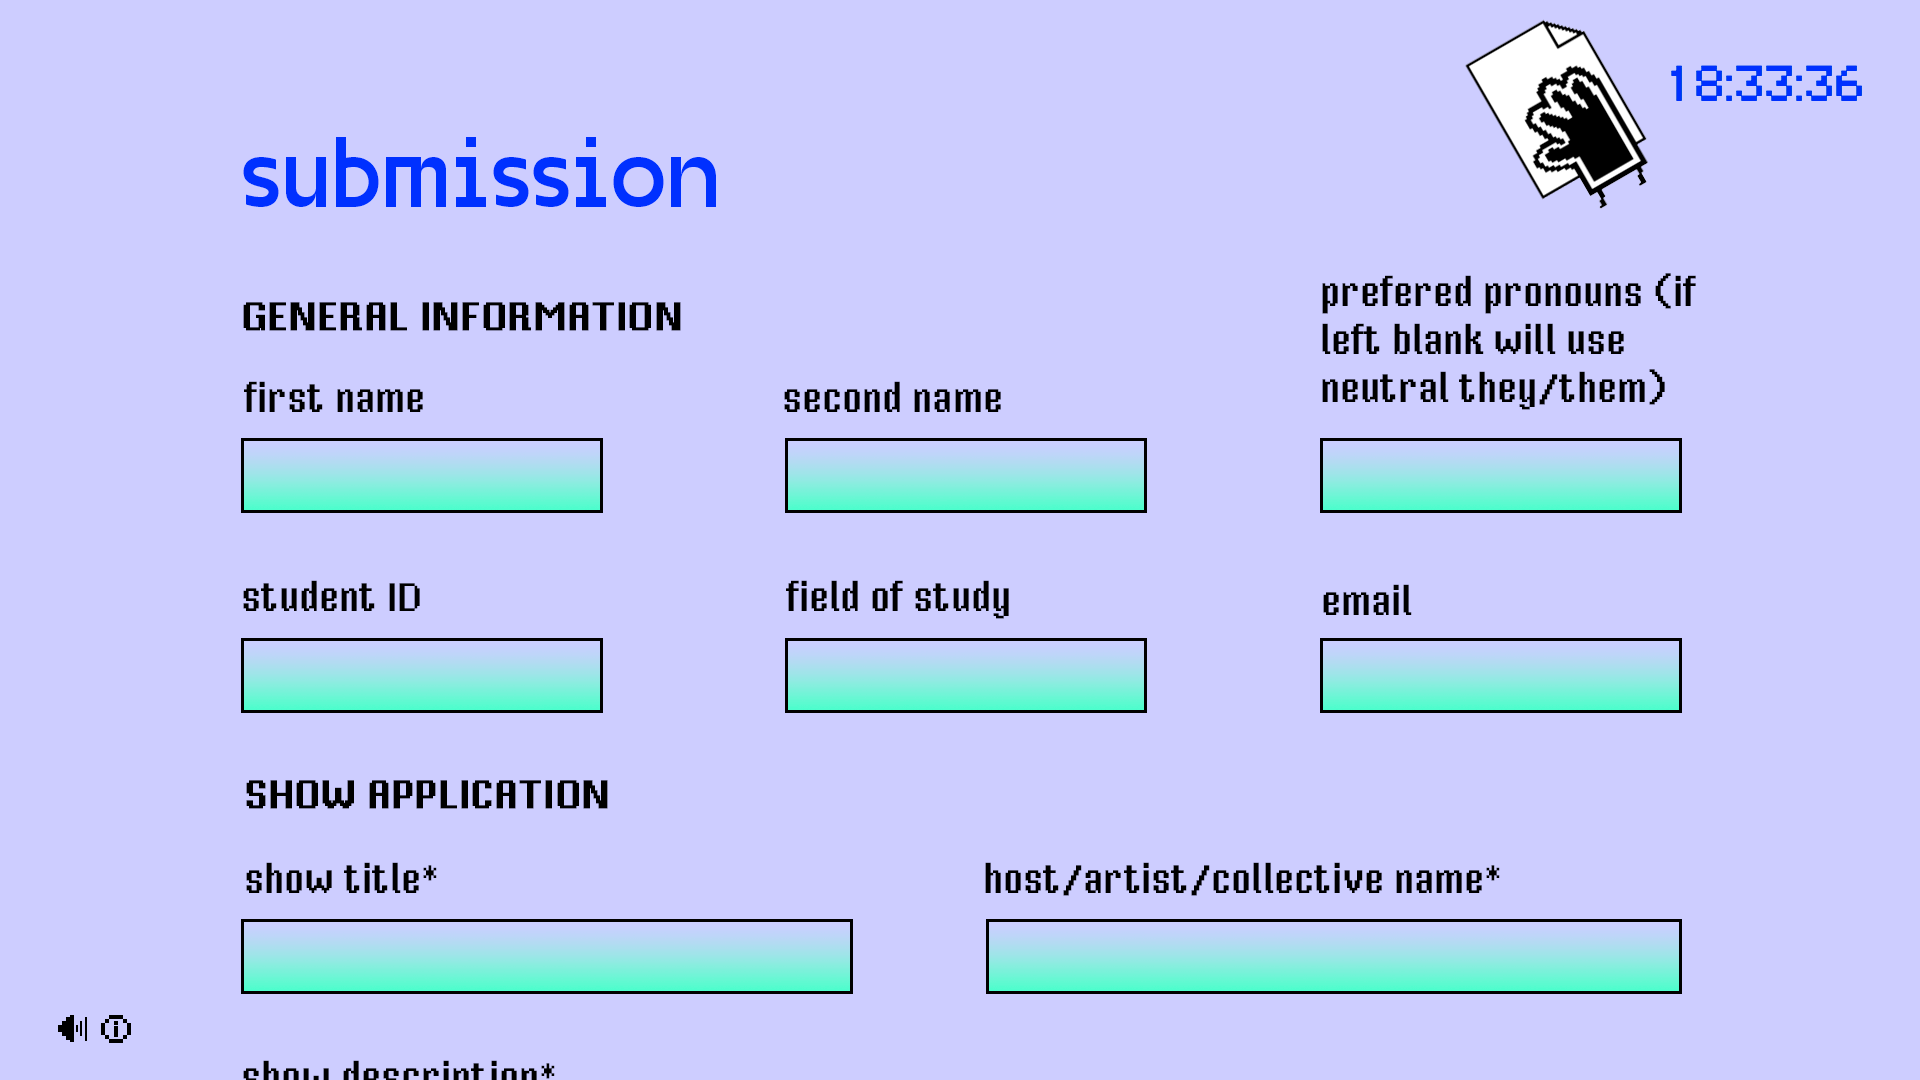 18:33:36
submission
GENERAL INFORMATION
first name
second name
prefered pronouns (if
left blank will use
neutral they/them)
student ID
field of study
email
SHOW APPLICATION
show title*
host/artist/collective name*
show description*